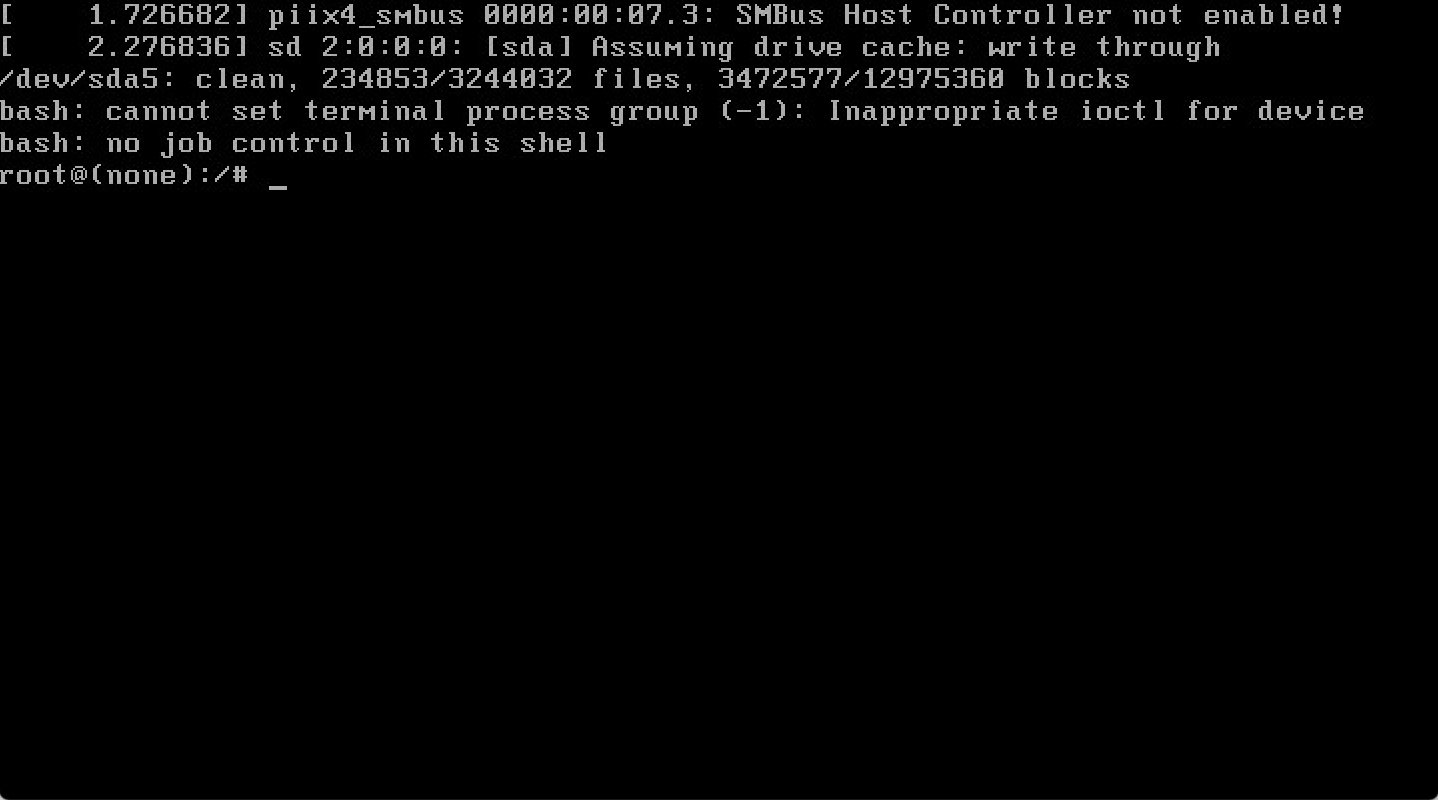 [    1.726682] piix4_smbus 0000:00:07.3: SMBus Host Controller not enabled!
[    2.276836] sd 2:0:0:0: [sda] Assuming drive cache: write through
/dev/sda5: clean, 234853/3244032 files, 3472577/12975360 blocks
bash: cannot set terminal process group (-1): Inappropriate ioctl for device
bash: no job control in this shell
root@(none):/# _